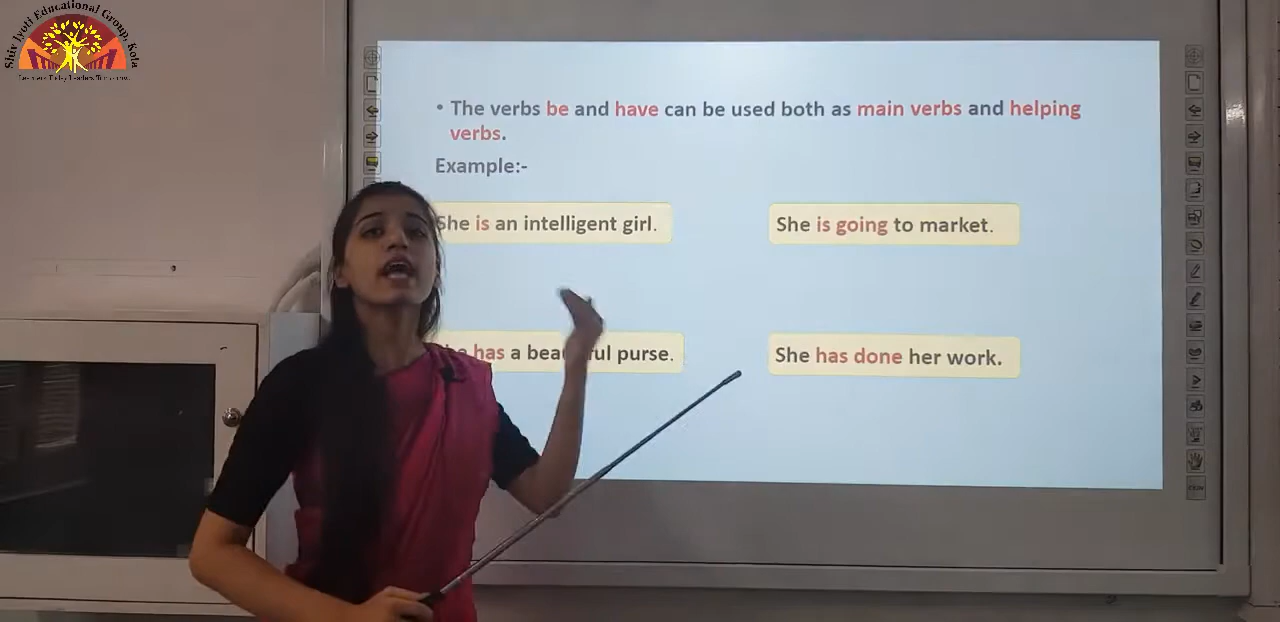 Shiv Jyoti Educational Group, Kota
• The verbs be and have can be used both as main verbs and helping
verbs.
Example:-
She is an intelligent girl.
She is going to market.
has a purse.
She has done her work.